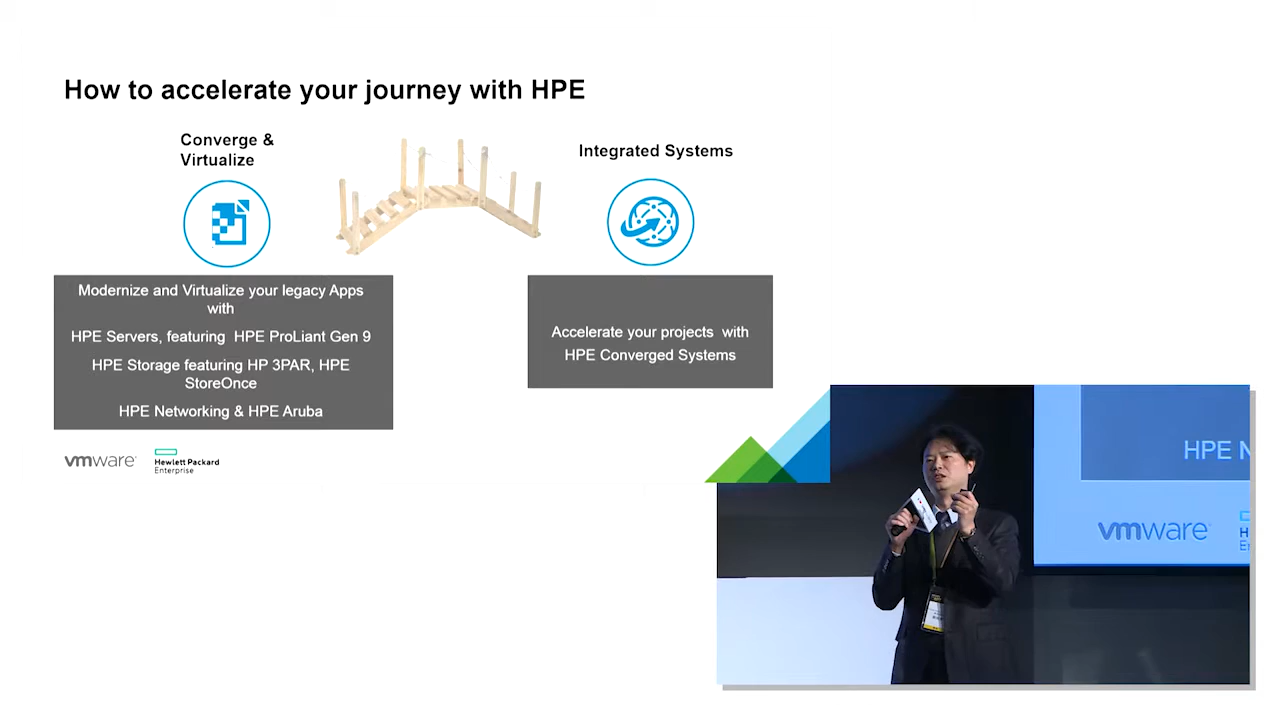 How to accelerate your journey with HPE
Converge &
Virtualize
Integrated Systems
Modernize and Virtualize your legacy Apps
with
HPE Servers, featuring HPE ProLiant Gen 9
HPE Storage featuring HP 3PAR, HPE
StoreOnce
HPE Networking & HPE Aruba
Accelerate your projects with
HPE Converged Systems
vmware
Hewlett Packard
Enterprise
HPE N
vmware
H
E